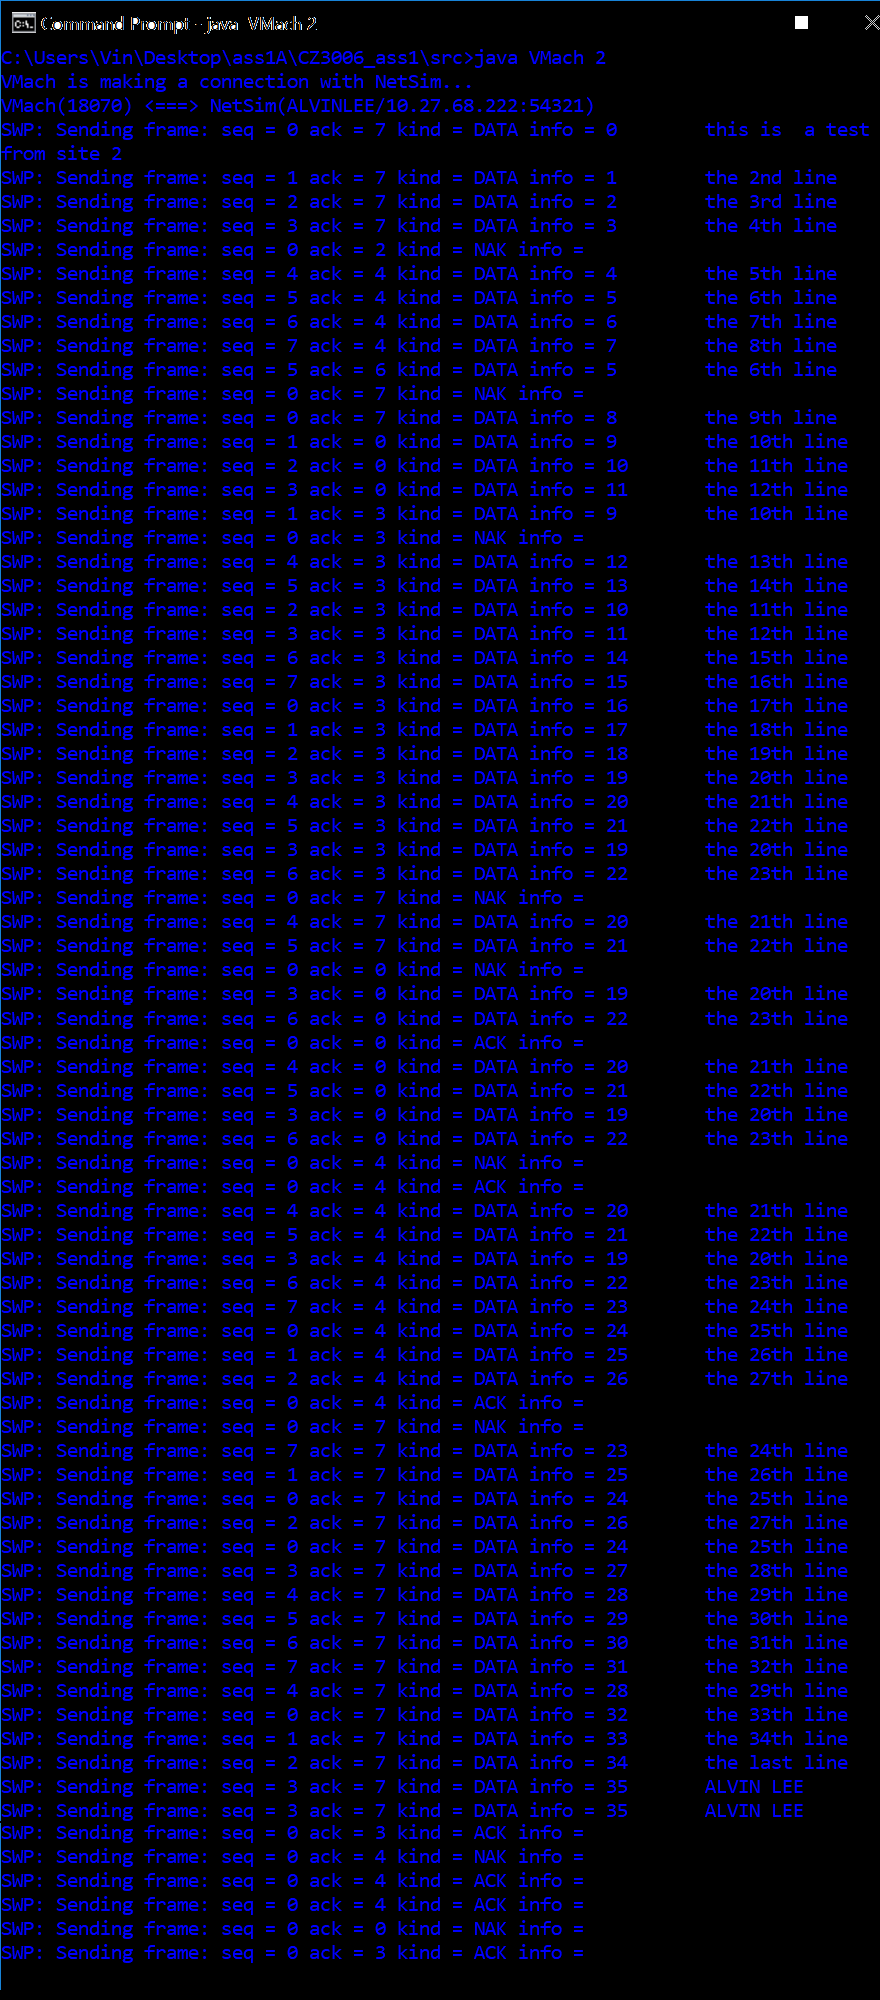 Command Prompt - java  VMach 2
C:\Users\Vin\Desktop\ass1A\CZ3006_ass1\src>java VMach 2
VMach is making a connection with NetSim...
VMach(18070) <===> NetSim(ALVINLEE/10.27.68.222:54321)
SWP: Sending frame: seq = 0 ack = 7 kind = DATA info = 0        this is  a test
from site 2
SWP: Sending frame: seq = 1 ack = 7 kind = DATA info = 1        the 2nd line
SWP: Sending frame: seq = 2 ack = 7 kind = DATA info = 2        the 3rd line
SWP: Sending frame: seq = 3 ack = 7 kind = DATA info = 3        the 4th line
SWP: Sending frame: seq = 0 ack = 2 kind = NAK info =
SWP: Sending frame: seq = 4 ack = 4 kind = DATA info = 4        the 5th line
SWP: Sending frame: seq = 5 ack = 4 kind = DATA info = 5        the 6th line
SWP: Sending frame: seq = 6 ack = 4 kind = DATA info = 6        the 7th line
SWP: Sending frame: seq = 7 ack = 4 kind = DATA info = 7        the 8th line
SWP: Sending frame: seq = 5 ack = 6 kind = DATA info = 5        the 6th line
SWP: Sending frame: seq = 0 ack = 7 kind = NAK info =
SWP: Sending frame: seq = 0 ack = 7 kind = DATA info = 8        the 9th line
SWP: Sending frame: seq = 1 ack = 0 kind = DATA info = 9        the 10th line
SWP: Sending frame: seq = 2 ack = 0 kind = DATA info = 10       the 11th line
SWP: Sending frame: seq = 3 ack = 0 kind = DATA info = 11       the 12th line
SWP: Sending frame: seq = 1 ack = 3 kind = DATA info = 9        the 10th line
SWP: Sending frame: seq = 0 ack = 3 kind = NAK info =
SWP: Sending frame: seq = 4 ack = 3 kind = DATA info = 12       the 13th line
SWP: Sending frame: seq = 5 ack = 3 kind = DATA info = 13       the 14th line
SWP: Sending frame: seq = 2 ack = 3 kind = DATA info = 10       the 11th line
SWP: Sending frame: seq = 3 ack = 3 kind = DATA info = 11       the 12th line
SWP: Sending frame: seq = 6 ack = 3 kind = DATA info = 14       the 15th line
SWP: Sending frame: seq = 7 ack = 3 kind = DATA info = 15       the 16th line
SWP: Sending frame: seq = 0 ack = 3 kind = DATA info = 16       the 17th line
SWP: Sending frame: seq = 1 ack = 3 kind = DATA info = 17       the 18th line
SWP: Sending frame: seq = 2 ack = 3 kind = DATA info = 18       the 19th line
SWP: Sending frame: seq = 3 ack = 3 kind = DATA info = 19       the 20th line
SWP: Sending frame: seq = 4 ack = 3 kind = DATA info = 20       the 21th line
SWP: Sending frame: seq = 5 ack = 3 kind = DATA info = 21       the 22th line
SWP: Sending frame: seq = 3 ack = 3 kind = DATA info = 19       the 20th line
SWP: Sending frame: seq = 6 ack = 3 kind = DATA info = 22       the 23th line
SWP: Sending frame: seq = 0 ack = 7 kind = NAK info =
SWP: Sending frame: seq = 4 ack = 7 kind = DATA info = 20       the 21th line
SWP: Sending frame: seq = 5 ack = 7 kind = DATA info = 21       the 22th line
SWP: Sending frame: seq = 0 ack = 0 kind = NAK info =
SWP: Sending frame: seq = 3 ack = 0 kind = DATA info = 19       the 20th line
SWP: Sending frame: seq = 6 ack = 0 kind = DATA info = 22       the 23th line
SWP: Sending frame: seq = 0 ack = 0 kind = ACK info =
SWP: Sending frame: seq = 4 ack = 0 kind = DATA info = 20       the 21th line
SWP: Sending frame: seq = 5 ack = 0 kind = DATA info = 21       the 22th line
SWP: Sending frame: seq = 3 ack = 0 kind = DATA info = 19       the 20th line
SWP: Sending frame: seq = 6 ack = 0 kind = DATA info = 22       the 23th line
SWP: Sending frame: seq = 0 ack = 4 kind = NAK info =
SWP: Sending frame: seq = 0 ack = 4 kind = ACK info =
SWP: Sending frame: seq = 4 ack = 4 kind = DATA info = 20       the 21th line
SWP: Sending frame: seq = 5 ack = 4 kind = DATA info = 21       the 22th line
SWP: Sending frame: seq = 3 ack = 4 kind = DATA info = 19       the 20th line
SWP: Sending frame: seq = 6 ack = 4 kind = DATA info = 22       the 23th line
SWP: Sending frame: seq = 7 ack = 4 kind = DATA info = 23       the 24th line
SWP: Sending frame: seq = 0 ack = 4 kind = DATA info = 24       the 25th line
SWP: Sending frame: seq = 1 ack = 4 kind = DATA info = 25       the 26th line
SWP: Sending frame: seq = 2 ack = 4 kind = DATA info = 26       the 27th line
SWP: Sending frame: seq = 0 ack = 4 kind = ACK info =
SWP: Sending frame: seq = 0 ack = 7 kind = NAK info =
SWP: Sending frame: seq = 7 ack = 7 kind = DATA info = 23       the 24th line
SWP: Sending frame: seq = 1 ack = 7 kind = DATA info = 25       the 26th line
SWP: Sending frame: seq = 0 ack = 7 kind = DATA info = 24       the 25th line
SWP: Sending frame: seq = 2 ack = 7 kind = DATA info = 26       the 27th line
SWP: Sending frame: seq = 0 ack = 7 kind = DATA info = 24       the 25th line
SWP: Sending frame: seq = 3 ack = 7 kind = DATA info = 27       the 28th line
SWP: Sending frame: seq = 4 ack = 7 kind = DATA info = 28       the 29th line
SWP: Sending frame: seq = 5 ack = 7 kind = DATA info = 29       the 30th line
SWP: Sending frame: seq = 6 ack = 7 kind = DATA info = 30       the 31th line
SWP: Sending frame: seq = 7 ack = 7 kind = DATA info = 31       the 32th line
SWP: Sending frame: seq = 4 ack = 7 kind = DATA info = 28       the 29th line
SWP: Sending frame: seq = 0 ack = 7 kind = DATA info = 32       the 33th line
SWP: Sending frame: seq = 1 ack = 7 kind = DATA info = 33       the 34th line
SWP: Sending frame: seq = 2 ack = 7 kind = DATA info = 34       the last line
SWP: Sending frame: seq = 3 ack = 7 kind = DATA info = 35       ALVIN LEE
SWP: Sending frame: seq = 3 ack = 7 kind = DATA info = 35       ALVIN LEE
SWP: Sending frame: seq = 0 ack = 3 kind = ACK info =
SWP: Sending frame: seq = 0 ack = 4 kind = NAK info =
SWP: Sending frame: seq = 0 ack = 4 kind = ACK info =
SWP: Sending frame: seq = 0 ack = 4 kind = ACK info =
SWP: Sending frame: seq = 0 ack = 0 kind = NAK info =
SWP: Sending frame: seq = 0 ack = 3 kind = ACK info =